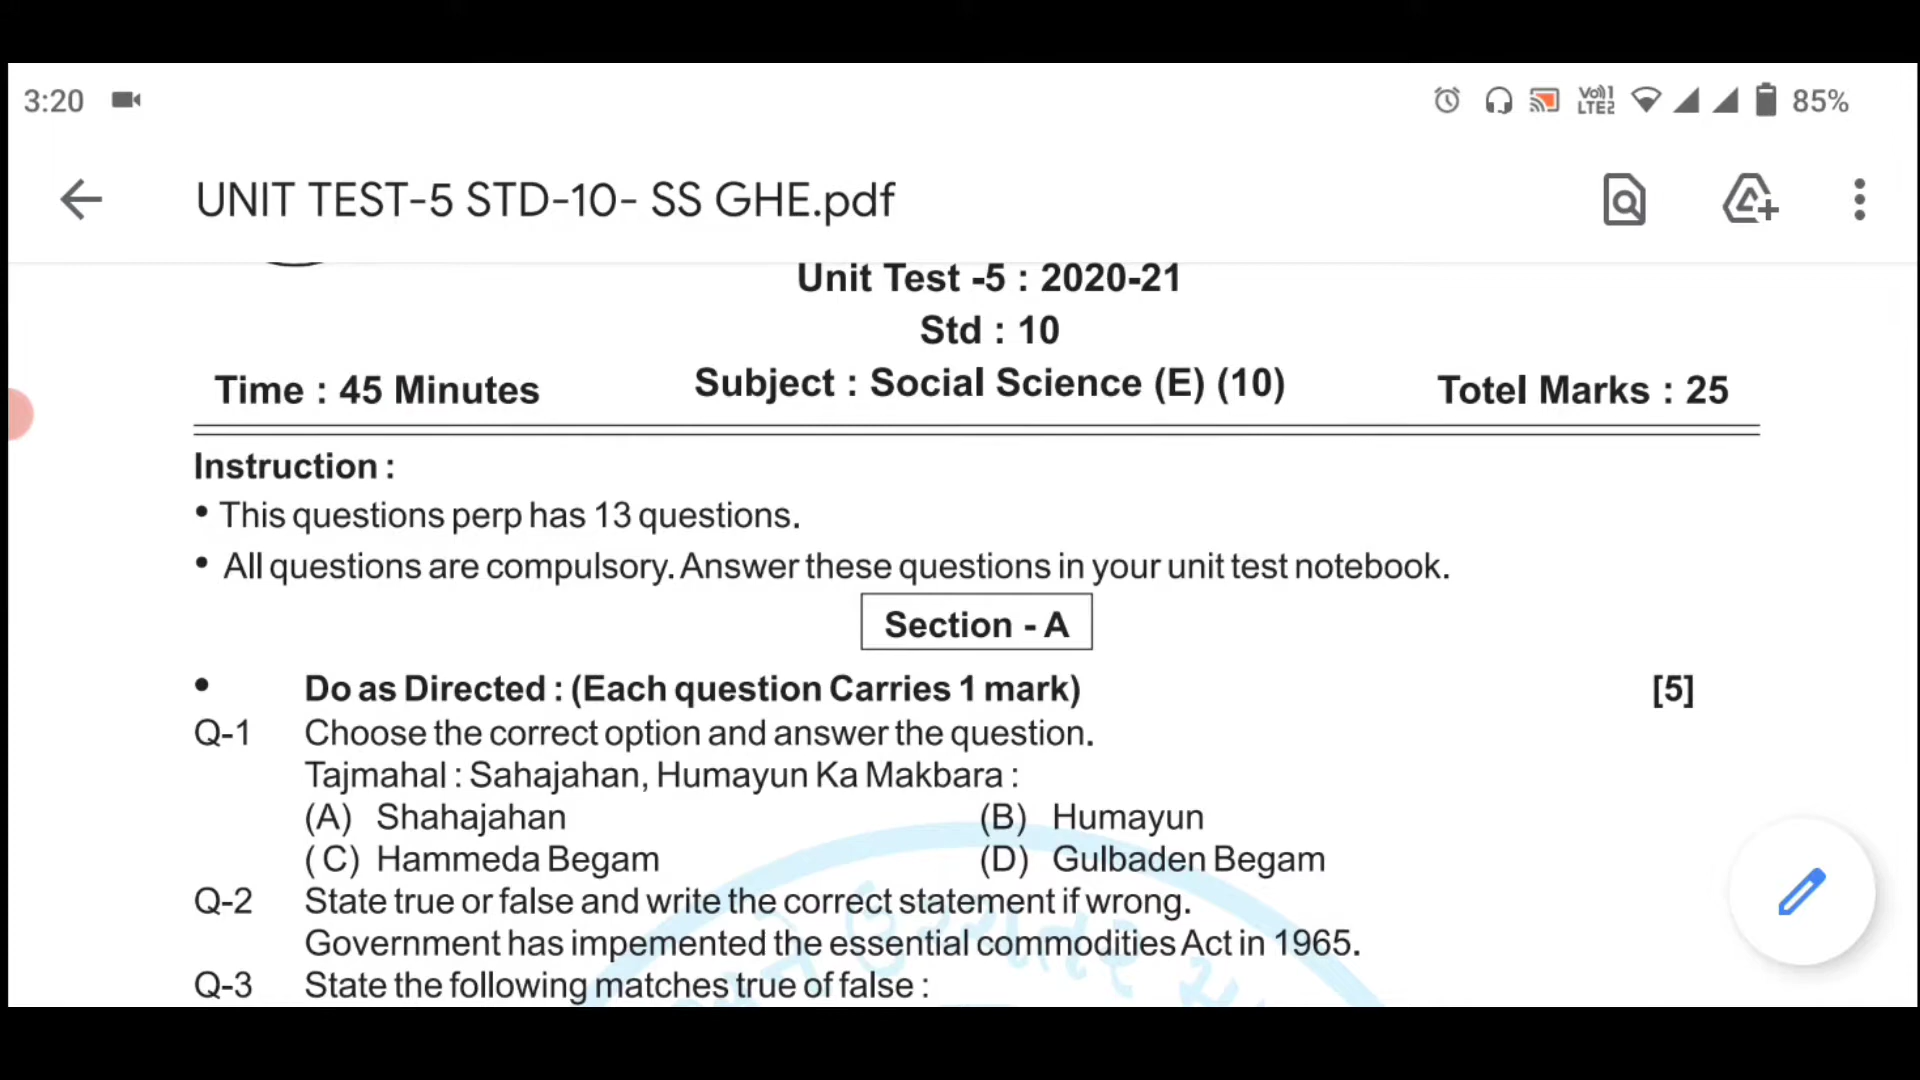 3:20 Vo)) 1 LTE2 85%
UNIT TEST-5 STD-10- SS GHE.pdf
Unit Test -5 : 2020-21
Std : 10
Time : 45 Minutes Subject : Social Science (E) (10) Totel Marks : 25
Instruction :
• This questions perp has 13 questions.
• All questions are compulsory. Answer these questions in your unit test notebook.
Section - A
• Do as Directed : (Each question Carries 1 mark) [5]
Q-1 Choose the correct option and answer the question.
Tajmahal : Sahajahan, Humayun Ka Makbara :
(A) Shahajahan (B) Humayun
( C) Hammeda Begam (D) Gulbaden Begam
Q-2 State true or false and write the correct statement if wrong.
Government has impemented the essential commodities Act in 1965.
Q-3 State the following matches true of false :